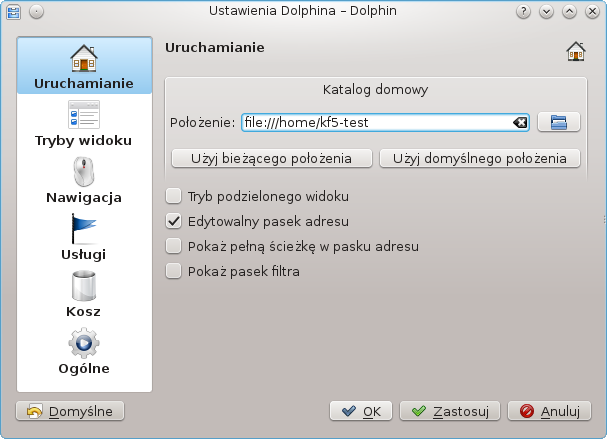 Ustawienia Dolphina – Dolphin
Uruchamianie
Tryby widoku
Nawigacja
Usługi
Kosz
Ogólne
Uruchamianie
Katalog domowy
Położenie: file:///home/kf5-test
Użyj bieżącego położenia Użyj domyślnego położenia
Tryb podzielonego widoku
Edytowalny pasek adresu
Pokaż pełną ścieżkę w pasku adresu
Pokaż pasek filtra
Domyślne OK Zastosuj Anuluj